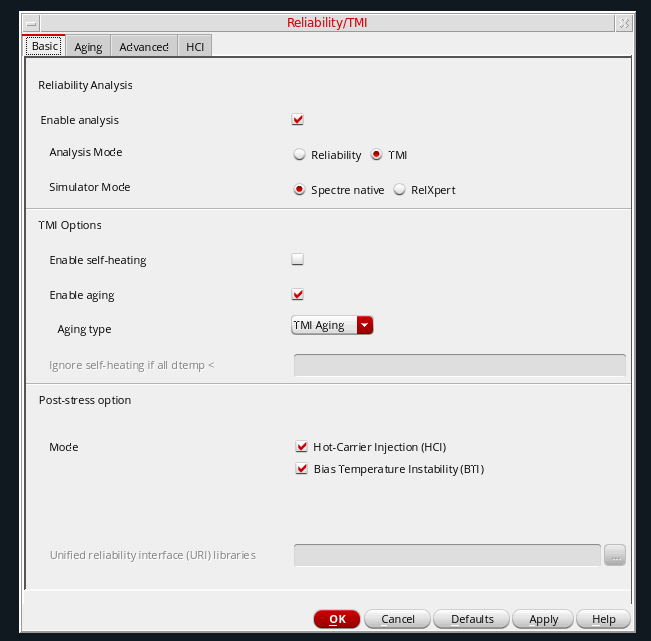 Reliability/TMI
Basic Aging Advanced HCI
Reliability Analysis
Enable analysis
Analysis Mode Reliability TMI
Simulator Mode Spectre native RelXpert
TMI Options
Enable self-heating
Enable aging
Aging type TMI Aging
Ignore self-heating if all dtemp <
Post-stress option
Mode Hot-Carrier Injection (HCI)
Bias Temperature Instability (BTI)
Unified reliability interface (URI) libraries ...
OK Cancel Defaults Apply Help